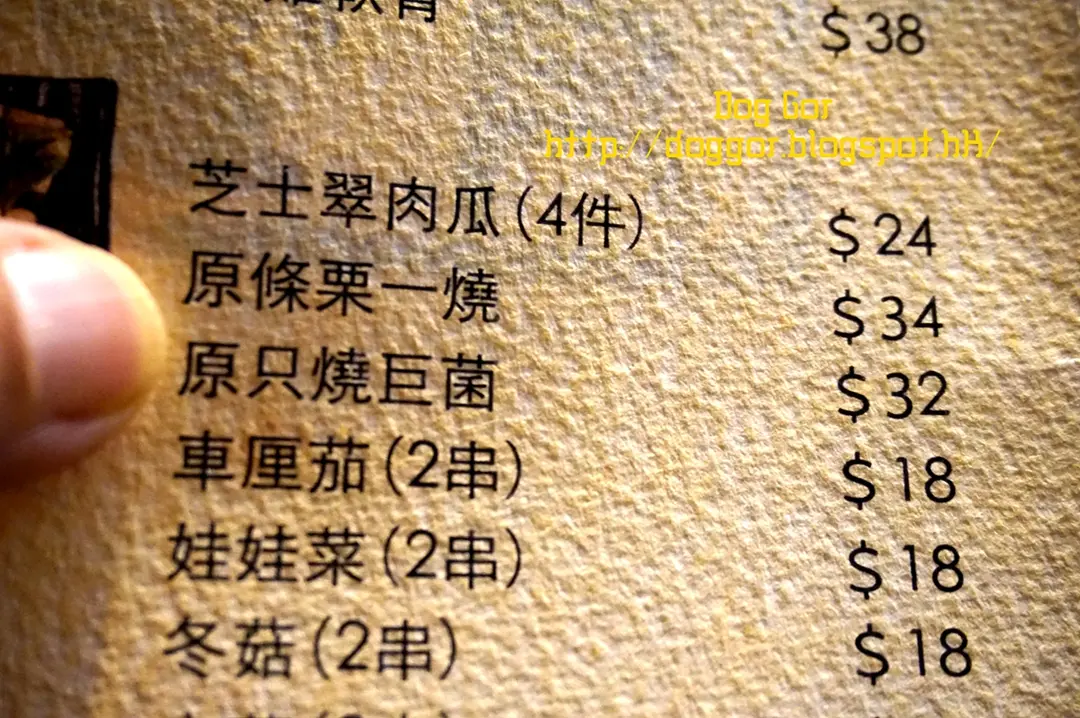 $38
Dog Gor
http://doggor.blogspot.hk/
芝士翠肉瓜(4件) $24
原條栗一燒 $34
原只燒巨菌 $32
車厘茄(2串) $18
娃娃菜(2串) $18
冬菇(2串) $18